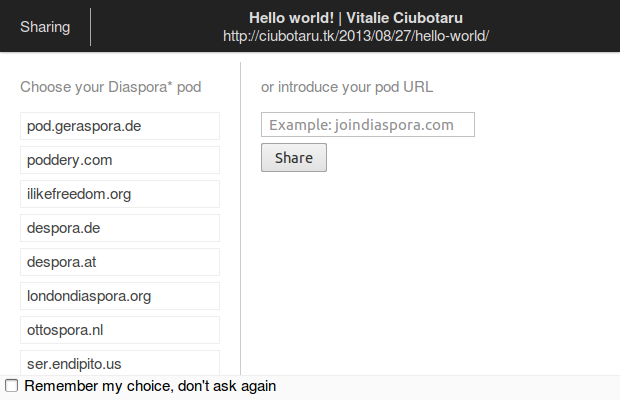 Sharing
Hello world! | Vitalie Ciubotaru
http://ciubotaru.tk/2013/08/27/hello-world/
Choose your Diaspora* pod
pod.geraspora.de
poddery.com
ilikefreedom.org
despora.de
despora.at
londondiaspora.org
ottospora.nl
ser.endipito.us
or introduce your pod URL
Example: joindiaspora.com
Share
Remember my choice, don't ask again